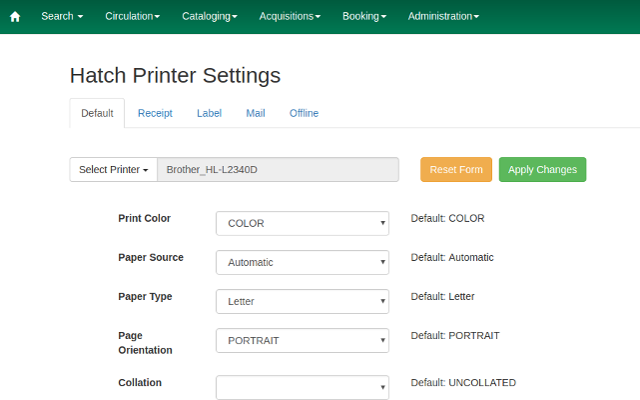 Search Circulation Cataloging Acquisitions Booking Administration
Hatch Printer Settings
Default Receipt Label Mail Offline
Select Printer Brother_HL-L2340D Reset Form Apply Changes
Print Color COLOR Default: COLOR
Paper Source Automatic Default: Automatic
Paper Type Letter Default: Letter
Page
Orientation PORTRAIT Default: PORTRAIT
Collation Default: UNCOLLATED